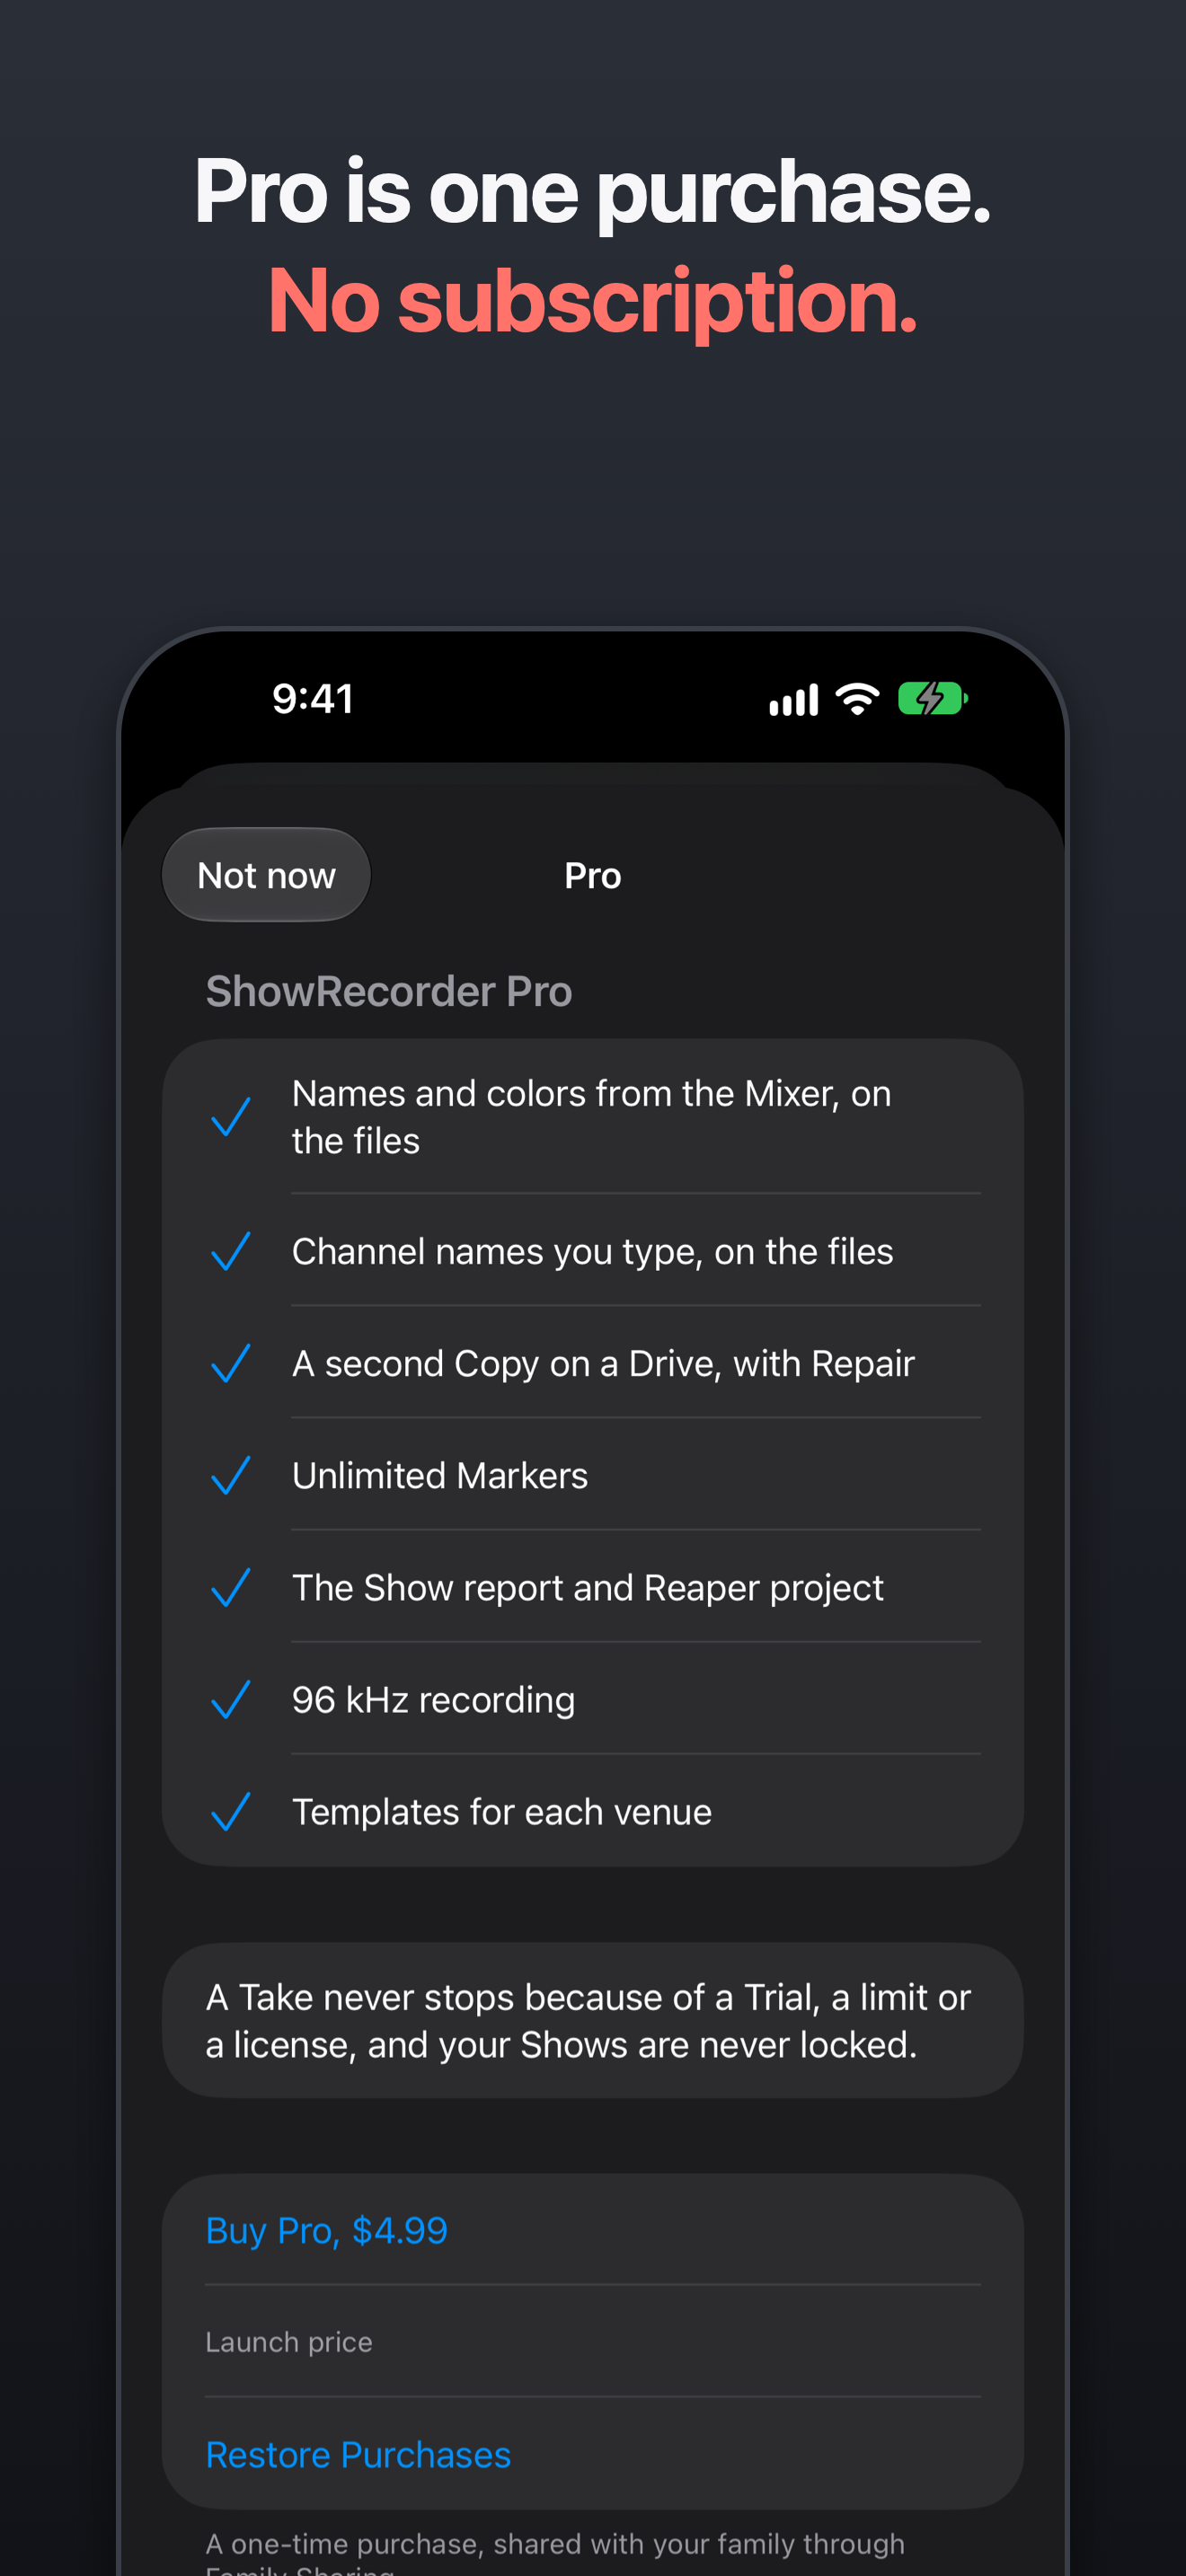 Pro is one purchase.
No subscription.
9:41
Not now
Pro
ShowRecorder Pro
Names and colors from the Mixer, on
the files
Channel names you type, on the files
A second Copy on a Drive, with Repair
Unlimited Markers
The Show report and Reaper project
96 kHz recording
Templates for each venue
A Take never stops because of a Trial, a limit or
a license, and your Shows are never locked.
Buy Pro, $4.99
Launch price
Restore Purchases
A one-time purchase, shared with your family through
Family Sharing